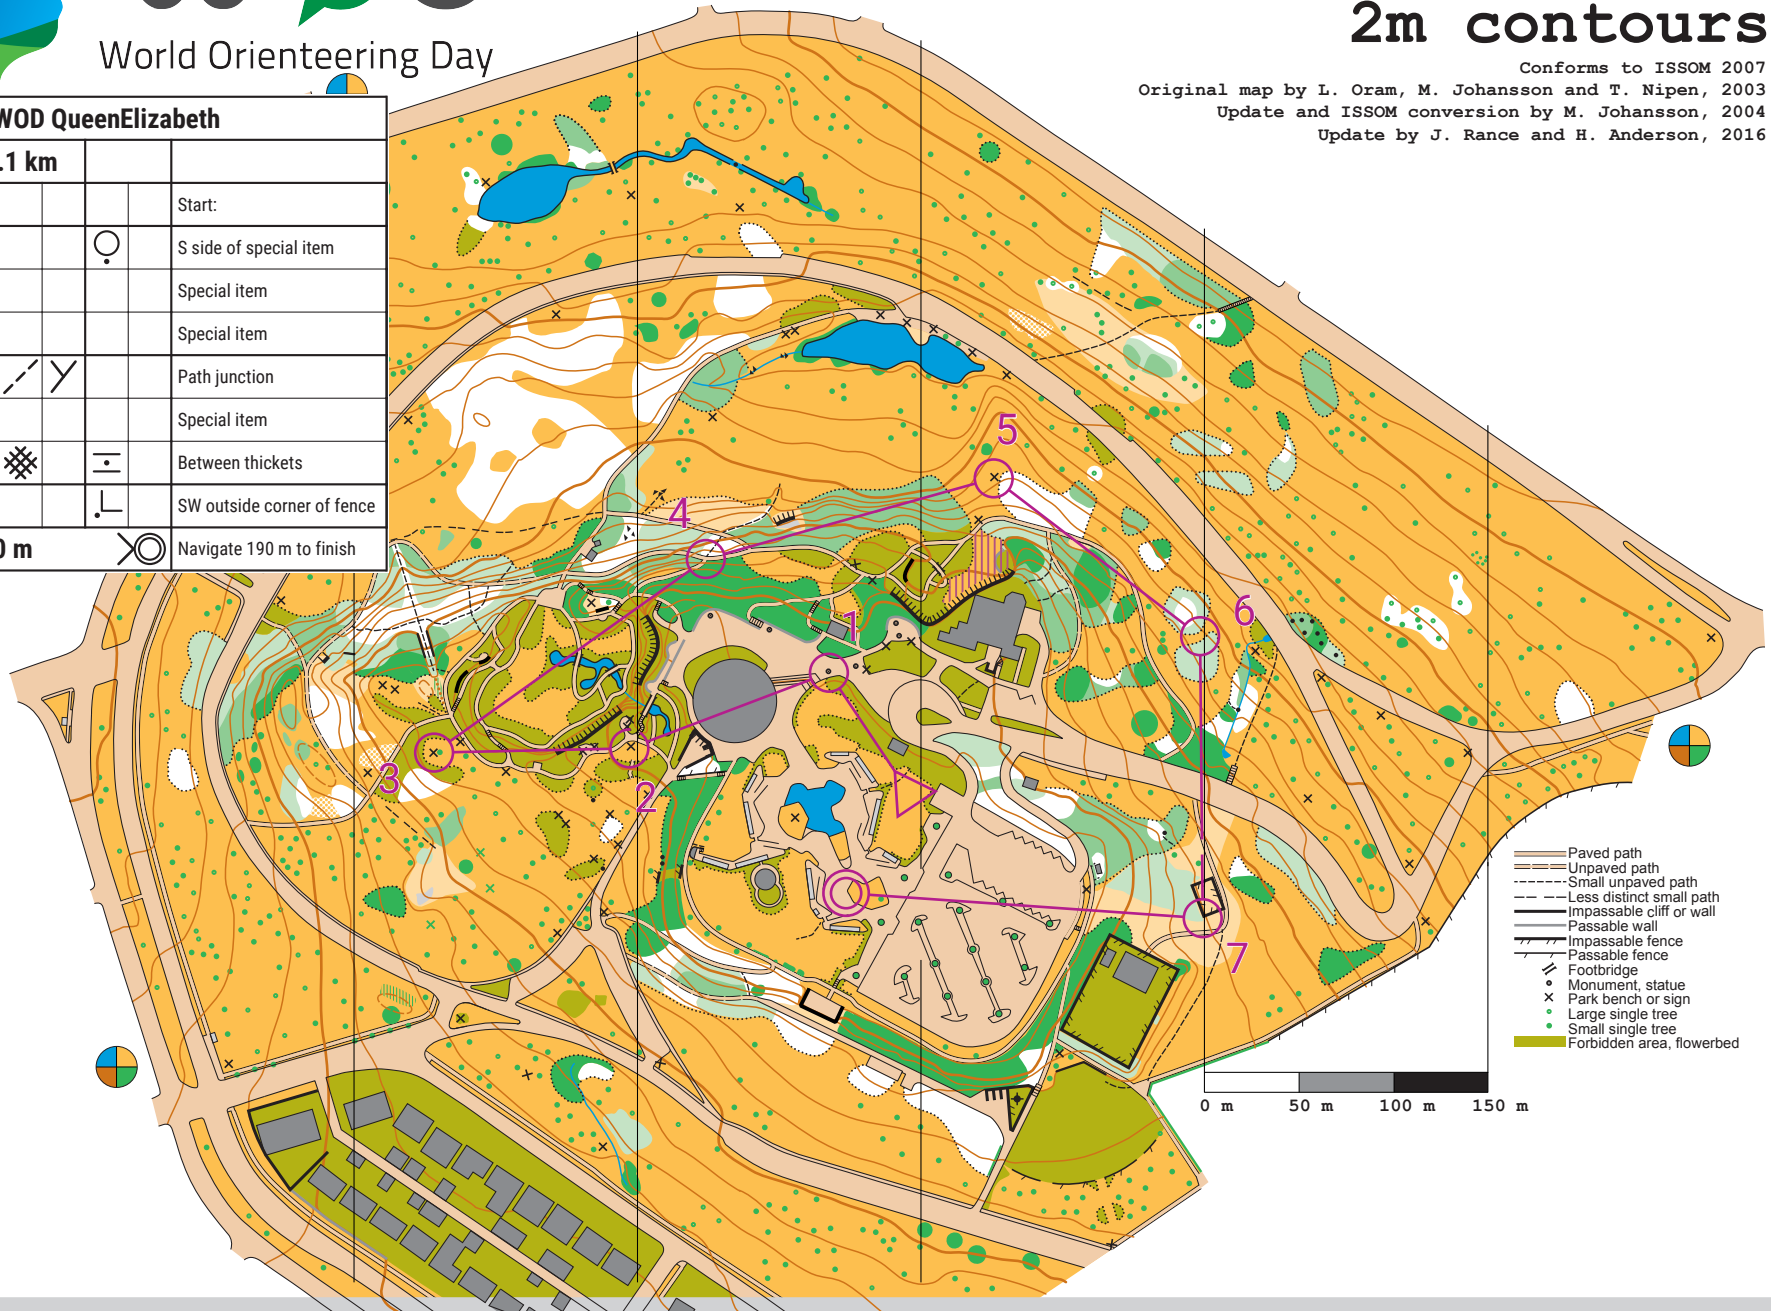 World Orienteering Day
2m contours
Conforms to ISSOM 2007
Original map by L. Oram, M. Johansson and T. Nipen, 2003
Update and ISSOM conversion by M. Johansson, 2004
Update by J. Rance and H. Anderson, 2016
WOD QueenElizabeth
.1 km
Start:
S side of special item
Special item
Special item
Path junction
Special item
Between thickets
SW outside corner of fence
0 m
Navigate 190 m to finish
5
4
6
1
3
2
7
Paved path
Unpaved path
Small unpaved path
Less distinct small path
Impassable cliff or wall
Passable wall
Impassable fence
Passable fence
Footbridge
Monument, statue
Park bench or sign
Large single tree
Small single tree
Forbidden area, flowerbed
0 m 50 m 100 m 150 m